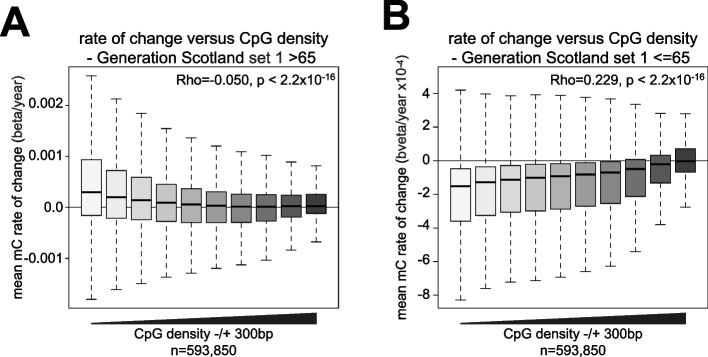 A
rate of change versus CpG density
- Generation Scotland set 1 >65
Rho=-0.050, p < 2.2x10-16
mean mC rate of change (beta/year)
0.002
0.001
0.000
-0.001
CpG density -/+ 300bp
n=593,850
B
rate of change versus CpG density
- Generation Scotland set 1 <=65
Rho=0.229, p < 2.2x10-16
mean mC rate of change (bveta/year x10-4)
4
2
0
-2
-4
-6
-8
CpG density -/+ 300bp
n=593,850